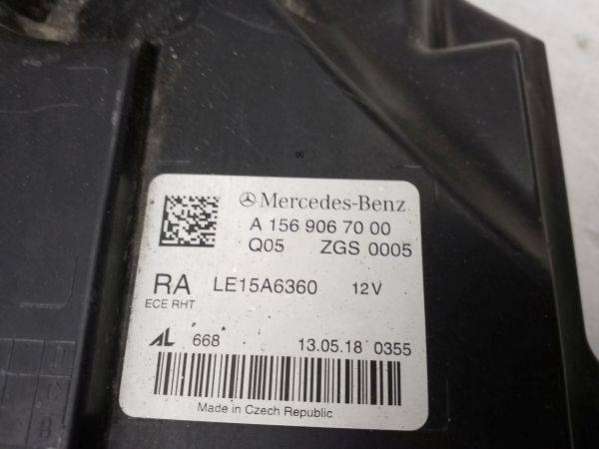 Mercedes-Benz
A 156 906 70 00
Q05 ZGS 0005
RA LE15A6360 12V
ECE RHT
AL 668 13.05.18 0355
Made in Czech Republic